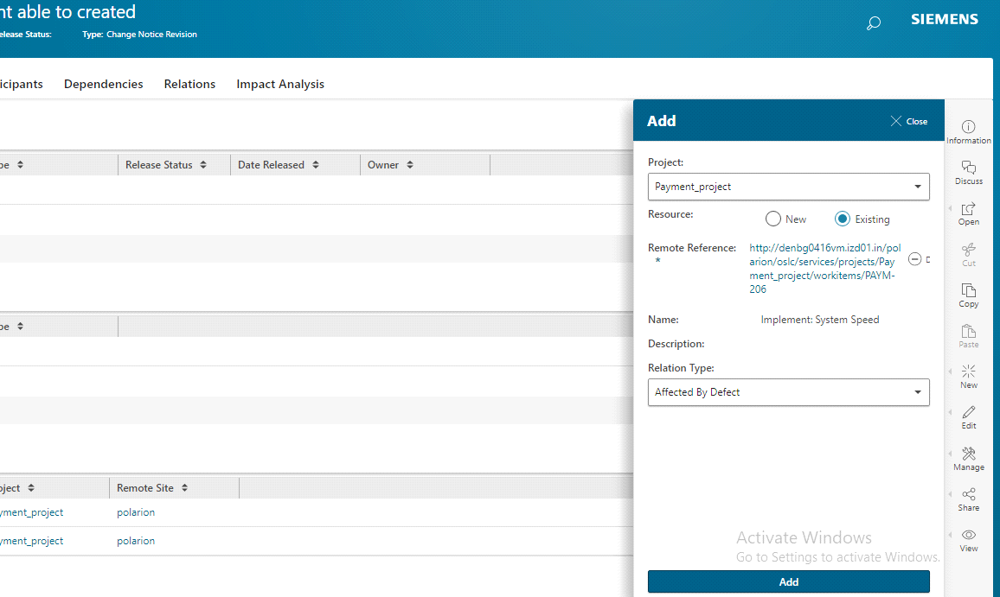 nt able to created
SIEMENS
elease Status: Type: Change Notice Revision
icipants Dependencies Relations Impact Analysis
Add
Close
Information
Discuss
Open
Cut
Copy
Paste
New
Edit
Manage
Share
View
pe Release Status Date Released Owner
pe
oject Remote Site
yment_project polarion
yment_project polarion
Project:
Payment_project
Resource: New Existing
Remote Reference: *
http://denbg0416vm.izd01.in/pol
arion/oslc/services/projects/Pay
ment_project/workitems/PAYM-
206
Name: Implement: System Speed
Description:
Relation Type:
Affected By Defect
Activate Windows
Go to Settings to activate Windows.
Add